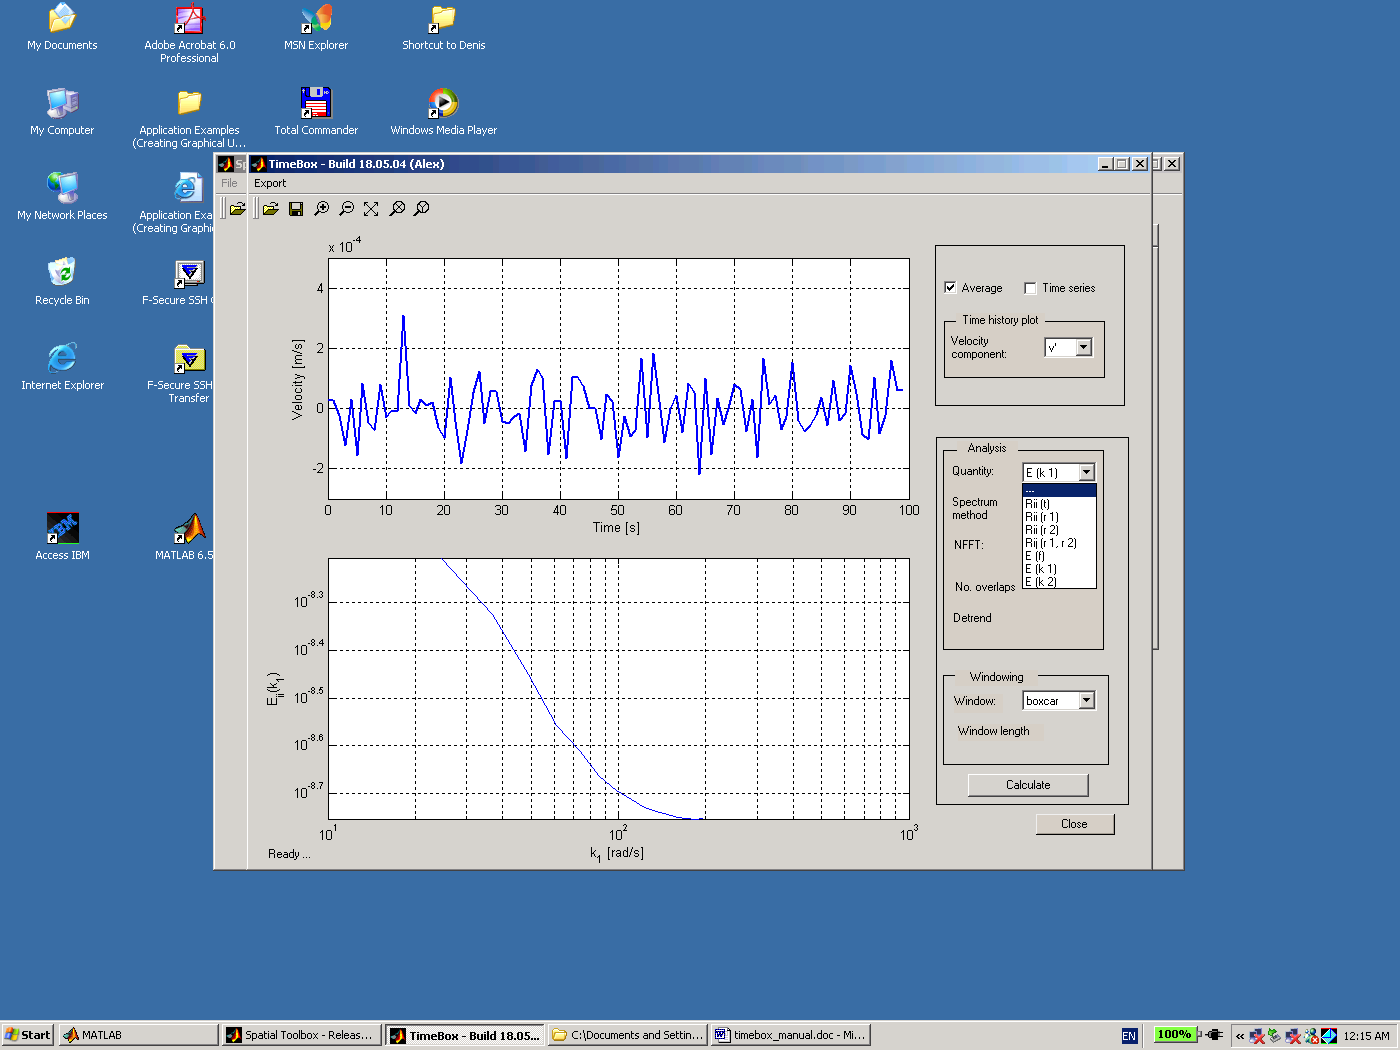 My Documents
Adobe Acrobat 6.0
Professional
MSN Explorer
Shortcut to Denis
My Computer
Application Examples
(Creating Graphical U...
Total Commander
Windows Media Player
My Network Places
Application Exa
(Creating Graphi
Recycle Bin
F-Secure SSH
Internet Explorer
F-Secure SSH
Transfer
Access IBM
MATLAB 6.5
Sp
TimeBox - Build 18.05.04 (Alex)
File
Export
x 10^-4
4
2
0
-2
Velocity [m/s]
0 10 20 30 40 50 60 70 80 90 100
Time [s]
10^-8.3
10^-8.4
10^-8.5
10^-8.6
10^-8.7
E_ii(k_1)
10^1 10^2 10^3
k_1 [rad/s]
Ready ...
Average
Time series
Time history plot
Velocity
component:
v'
Analysis
Quantity:
E (k 1)
---
Rii (t)
Rii (r 1)
Rii (r 2)
Rij (r 1, r 2)
E (f)
E (k 1)
E (k 2)
Spectrum
method
NFFT:
No. overlaps
Detrend
Windowing
Window:
boxcar
Window length
Calculate
Close
Start
MATLAB
Spatial Toolbox - Releas...
TimeBox - Build 18.05...
C:\Documents and Settin...
timebox_manual.doc - Mi...
EN
100%
«
12:15 AM